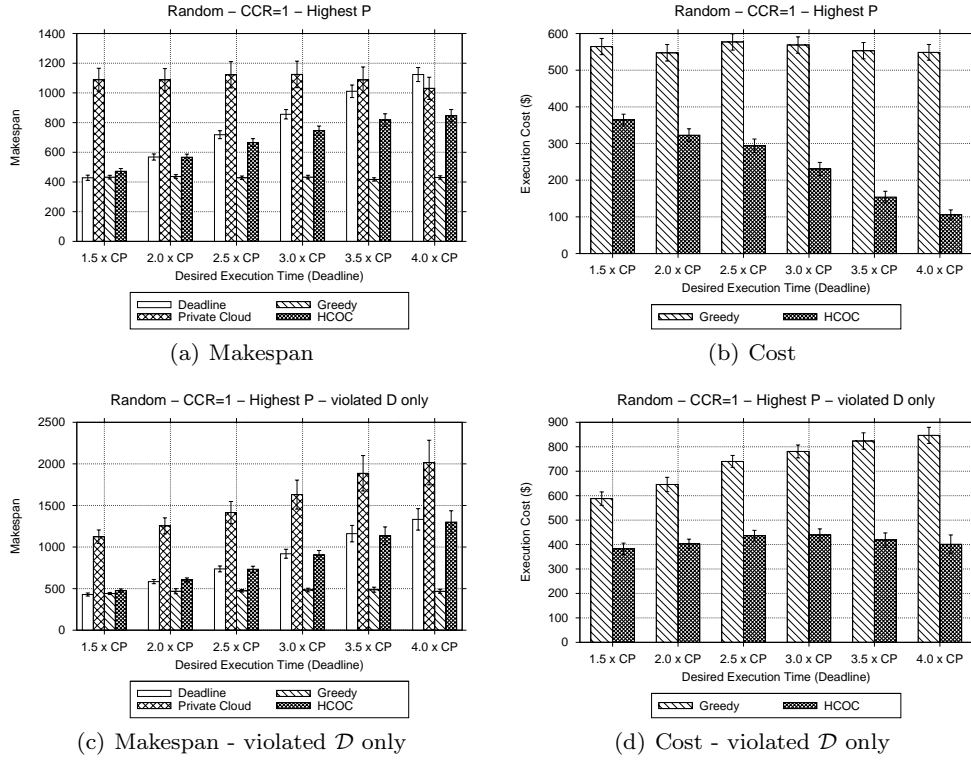 Random – CCR=1 – Highest P
1400
1200
1000
800
600
400
200
0
Makespan
1.5 x CP 2.0 x CP 2.5 x CP 3.0 x CP 3.5 x CP 4.0 x CP
Desired Execution Time (Deadline)
Deadline Greedy
Private Cloud HCOC
(a) Makespan
Random – CCR=1 – Highest P
600
500
400
300
200
100
0
Execution Cost ($)
1.5 x CP 2.0 x CP 2.5 x CP 3.0 x CP 3.5 x CP 4.0 x CP
Desired Execution Time (Deadline)
Greedy HCOC
(b) Cost
Random – CCR=1 – Highest P – violated D only
2500
2000
1500
1000
500
0
Makespan
1.5 x CP 2.0 x CP 2.5 x CP 3.0 x CP 3.5 x CP 4.0 x CP
Desired Execution Time (Deadline)
Deadline Greedy
Private Cloud HCOC
(c) Makespan - violated 𝒟 only
Random – CCR=1 – Highest P – violated D only
900
800
700
600
500
400
300
200
100
0
Execution Cost ($)
1.5 x CP 2.0 x CP 2.5 x CP 3.0 x CP 3.5 x CP 4.0 x CP
Desired Execution Time (Deadline)
Greedy HCOC
(d) Cost - violated 𝒟 only